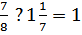 7/8 ? 1 1/7 = 1